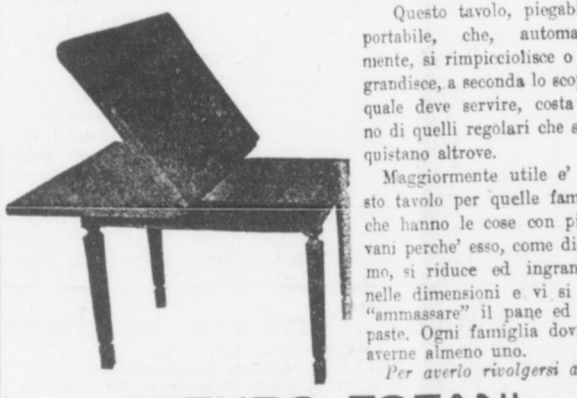 Questo tavolo, piegab
portabile, che, automa
mente, si rimpicciolisce o
grandisce, a seconda lo sco
quale deve servire, costa
no di quelli regolari che s
quistano altrove.
Maggiormente utile e'
sto tavolo per quelle fam
che hanno le cose con p
vani perche' esso, come di
mo, si riduce ed ingran
nelle dimensioni e vi si
"ammassare" il pane ed
paste. Ogni famiglia dov
averne almeno uno.
Per averlo rivolgersi a